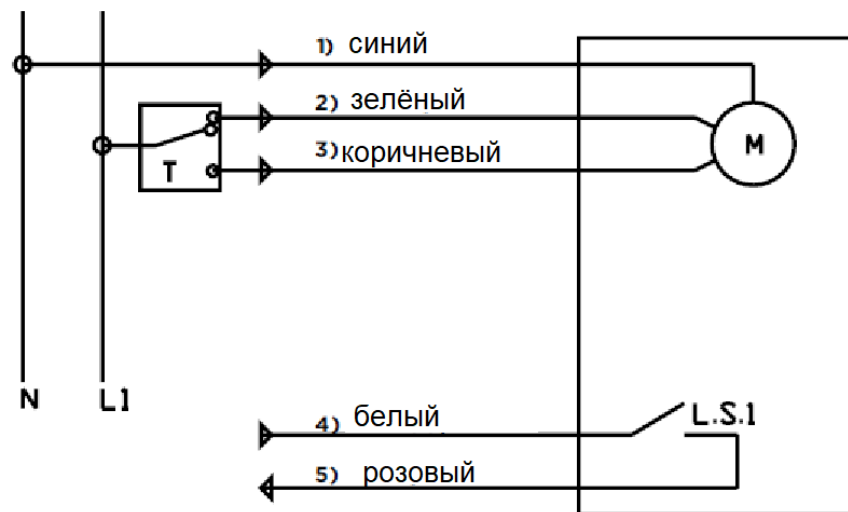 1) синий
2) зелёный
3) коричневый
T
M
N
L1
4) белый
L.S.1
5) розовый